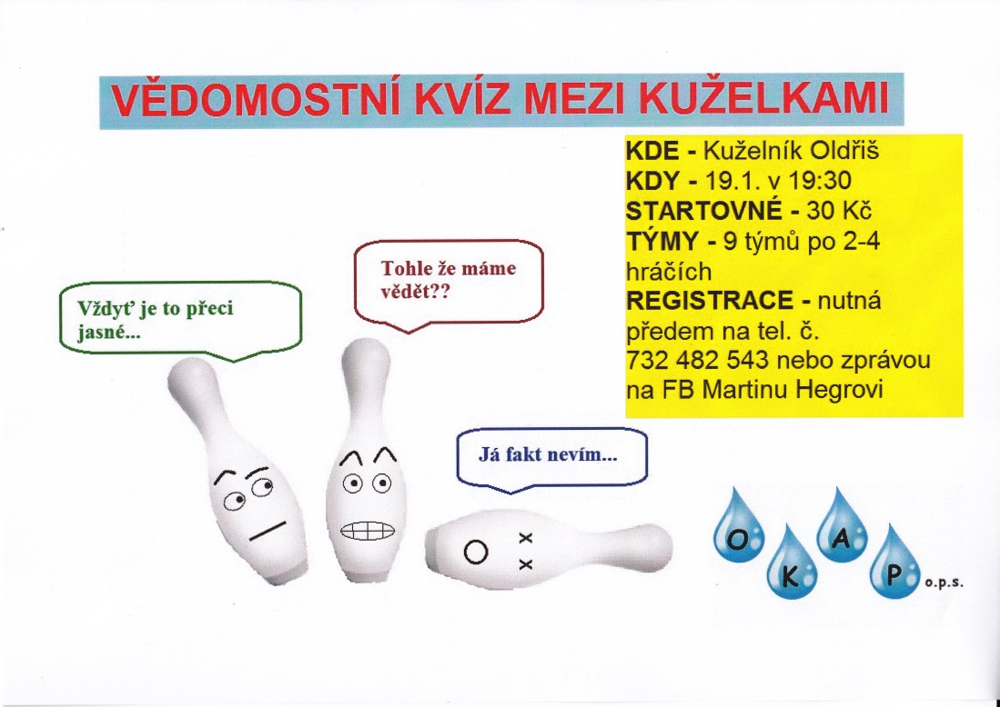 VĚDOMOSTNÍ KVÍZ MEZI KUŽELKAMI
KDE - Kuželník Oldřiš
KDY - 19.1. v 19:30
STARTOVNÉ - 30 Kč
TÝMY - 9 týmů po 2-4
hráčích
REGISTRACE - nutná
předem na tel. č.
732 482 543 nebo zprávou
na FB Martinu Hegrovi
Tohle že máme
vědět??
Vždyť je to přeci
jasné...
Já fakt nevím...
O K A P o.p.s.